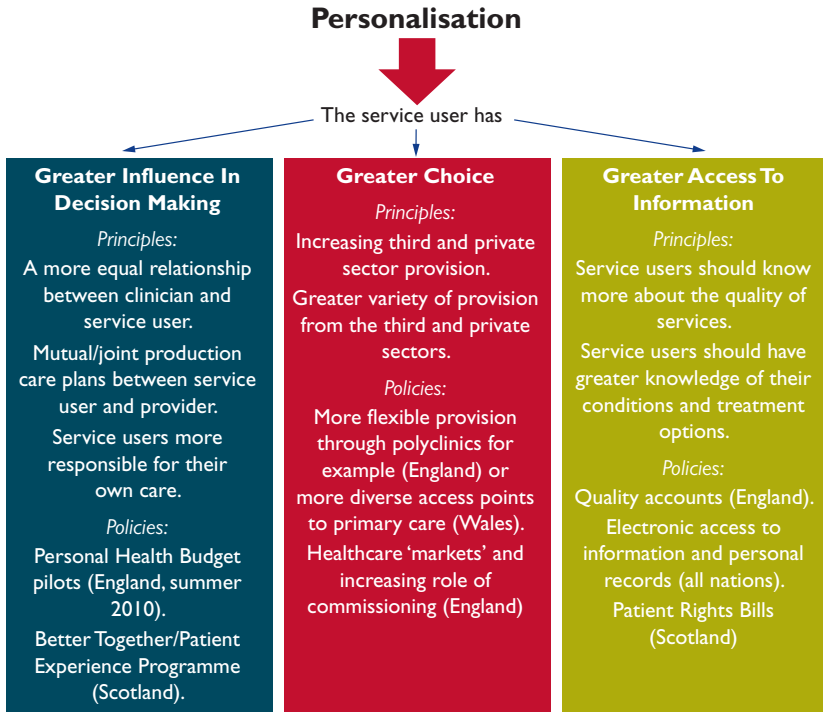 Personalisation
The service user has
Greater Influence In
Decision Making
Principles:
A more equal relationship
between clinician and
service user.
Mutual/joint production
care plans between service
user and provider.
Service users more
responsible for their
own care.
Policies:
Personal Health Budget
pilots (England, summer
2010).
Better Together/Patient
Experience Programme
(Scotland).
Greater Choice
Principles:
Increasing third and private
sector provision.
Greater variety of provision
from the third and private
sectors.
Policies:
More flexible provision
through polyclinics for
example (England) or
more diverse access points
to primary care (Wales).
Healthcare ‘markets’ and
increasing role of
commissioning (England)
Greater Access To
Information
Principles:
Service users should know
more about the quality of
services.
Service users should have
greater knowledge of their
conditions and treatment
options.
Policies:
Quality accounts (England).
Electronic access to
information and personal
records (all nations).
Patient Rights Bills
(Scotland)